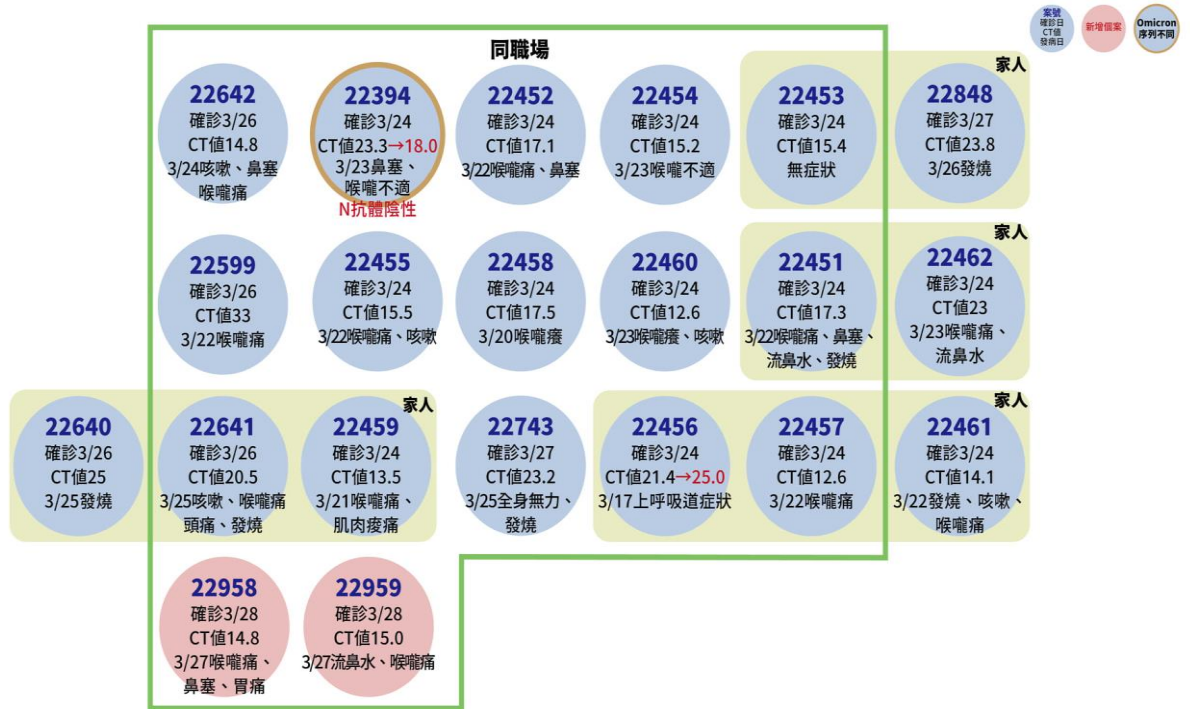 案號
確診日
CT值
發病日
新增個案
Omicron
序列不同
同職場
22642
確診3/26
CT值14.8
3/24咳嗽、鼻塞
喉嚨痛
22394
確診3/24
CT值23.3→18.0
3/23鼻塞、
喉嚨不適
N抗體陰性
22452
確診3/24
CT值17.1
3/22喉嚨痛、鼻塞
22454
確診3/24
CT值15.2
3/23喉嚨不適
22453
確診3/24
CT值15.4
無症狀
家人
22848
確診3/27
CT值23.8
3/26發燒
22599
確診3/26
CT值33
3/22喉嚨痛
22455
確診3/24
CT值15.5
3/22喉嚨痛、咳嗽
22458
確診3/24
CT值17.5
3/20喉嚨癢
22460
確診3/24
CT值12.6
3/23喉嚨癢、咳嗽
22451
確診3/24
CT值17.3
3/22喉嚨痛、鼻塞、
流鼻水、發燒
家人
22462
確診3/24
CT值23
3/23喉嚨痛、
流鼻水
22640
確診3/26
CT值25
3/25發燒
22641
確診3/26
CT值20.5
3/25咳嗽、喉嚨痛
頭痛、發燒
家人
22459
確診3/24
CT值13.5
3/21喉嚨痛、
肌肉痠痛
22743
確診3/27
CT值23.2
3/25全身無力、
發燒
22456
確診3/24
CT值21.4→25.0
3/17上呼吸道症狀
22457
確診3/24
CT值12.6
3/22喉嚨痛
家人
22461
確診3/24
CT值14.1
3/22發燒、咳嗽、
喉嚨痛
22958
確診3/28
CT值14.8
3/27喉嚨痛、
鼻塞、胃痛
22959
確診3/28
CT值15.0
3/27流鼻水、喉嚨痛